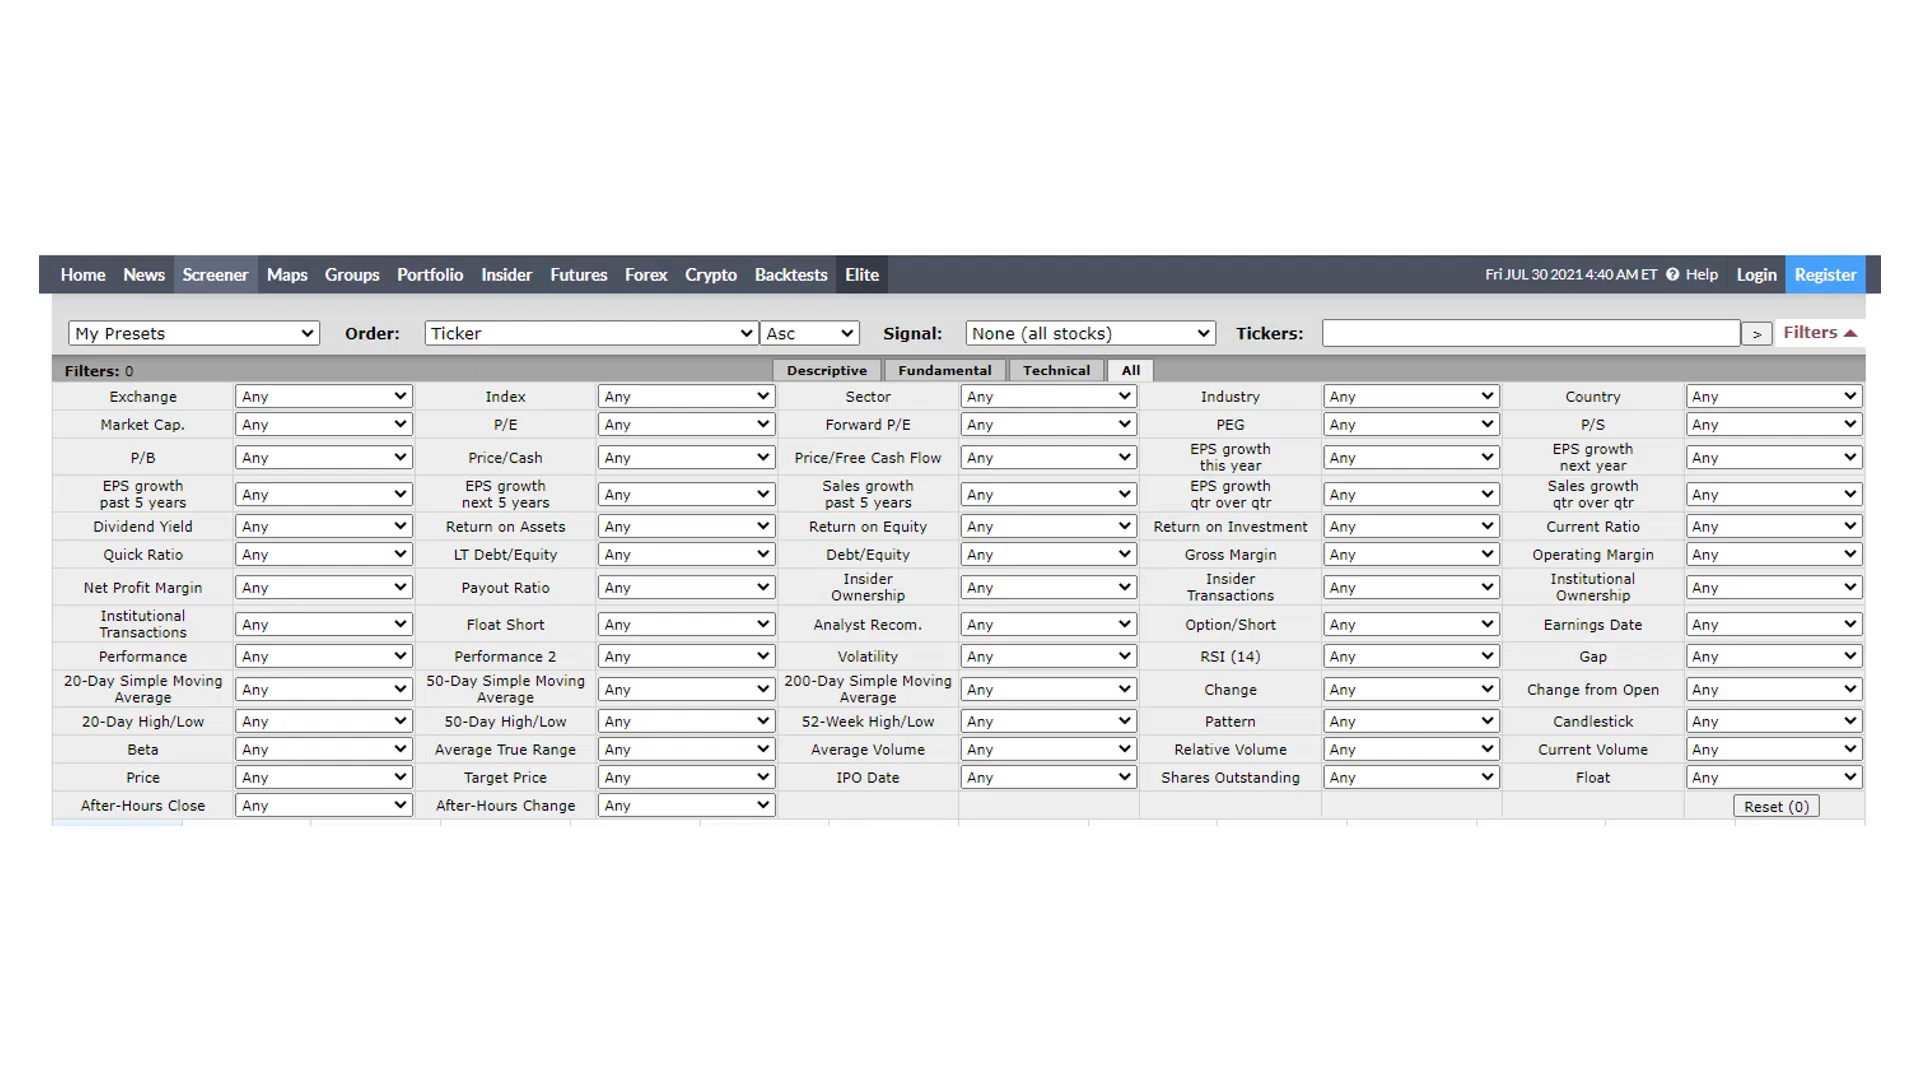 Home News Screener Maps Groups Portfolio Insider Futures Forex Crypto Backtests Elite Fri JUL 30 2021 4:40 AM ET ? Help Login Register
My Presets Order: Ticker Asc Signal: None (all stocks) Tickers: > Filters
Filters: 0 Descriptive Fundamental Technical All
Exchange Any Index Any Sector Any Industry Any Country Any
Market Cap. Any P/E Any Forward P/E Any PEG Any P/S Any
P/B Any Price/Cash Any Price/Free Cash Flow Any EPS growth this year Any EPS growth next year Any
EPS growth past 5 years Any EPS growth next 5 years Any Sales growth past 5 years Any EPS growth qtr over qtr Any Sales growth qtr over qtr Any
Dividend Yield Any Return on Assets Any Return on Equity Any Return on Investment Any Current Ratio Any
Quick Ratio Any LT Debt/Equity Any Debt/Equity Any Gross Margin Any Operating Margin Any
Net Profit Margin Any Payout Ratio Any Insider Ownership Any Insider Transactions Any Institutional Ownership Any
Institutional Transactions Any Float Short Any Analyst Recom. Any Option/Short Any Earnings Date Any
Performance Any Performance 2 Any Volatility Any RSI (14) Any Gap Any
20-Day Simple Moving Average Any 50-Day Simple Moving Average Any 200-Day Simple Moving Average Any Change Any Change from Open Any
20-Day High/Low Any 50-Day High/Low Any 52-Week High/Low Any Pattern Any Candlestick Any
Beta Any Average True Range Any Average Volume Any Relative Volume Any Current Volume Any
Price Any Target Price Any IPO Date Any Shares Outstanding Any Float Any
After-Hours Close Any After-Hours Change Any Reset (0)